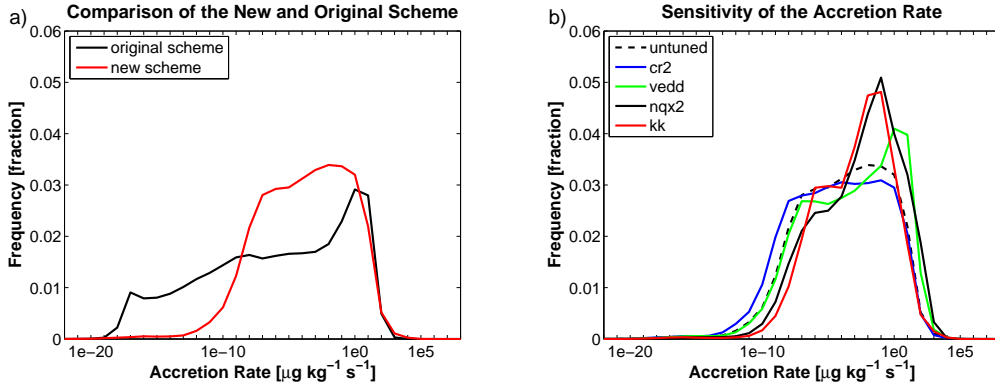 a)
Comparison of the New and Original Scheme
0.06
0.05
0.04
0.03
0.02
0.01
0
Frequency [fraction]
original scheme
new scheme
1e−20
1e−10
1e0
1e5
Accretion Rate [μg kg⁻¹ s⁻¹]
b)
Sensitivity of the Accretion Rate
0.06
0.05
0.04
0.03
0.02
0.01
0
Frequency [fraction]
untuned
cr2
vedd
nqx2
kk
1e−20
1e−10
1e0
1e5
Accretion Rate [μg kg⁻¹ s⁻¹]